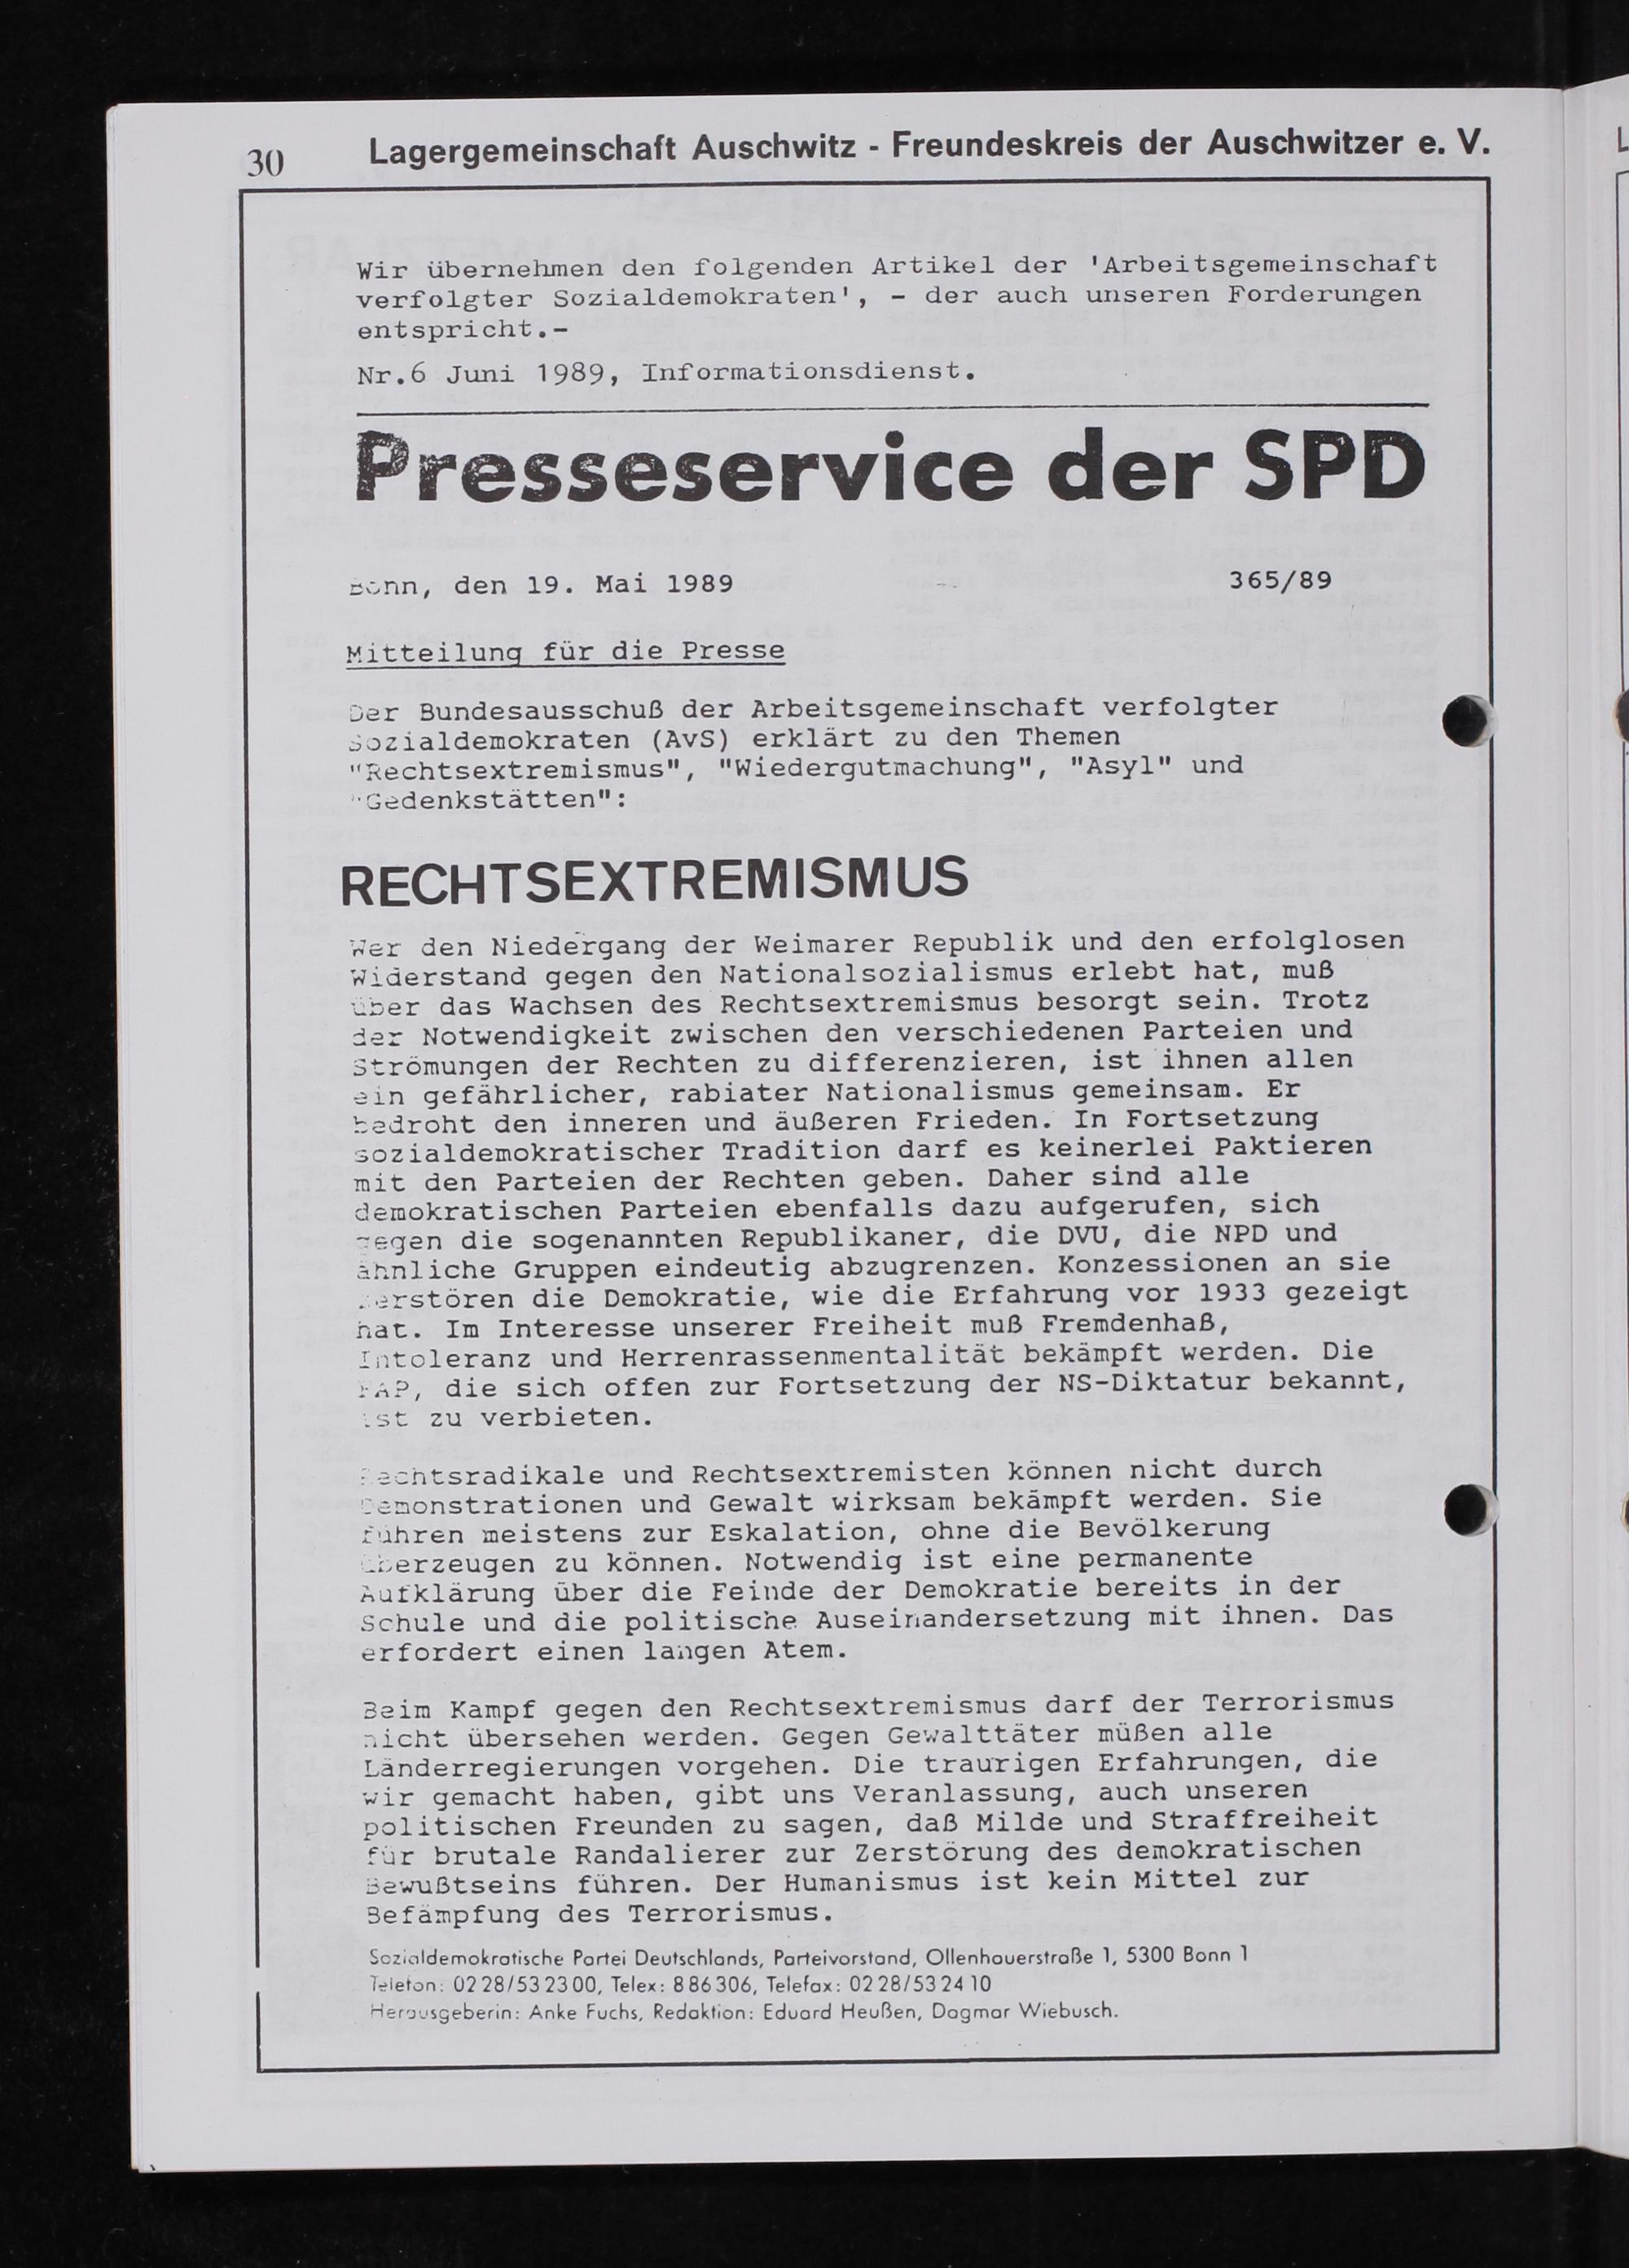 30
Lagergemeinschaft Auschwitz - Freundeskreis der Auschwitzer e. V.
Wir übernehmen den folgenden Artikel der 'Arbeitsgemeinschaft
verfolgter Sozialdemokraten', - der auch unseren Forderungen
entspricht.-
Nr.6 Juni 1989, Informationsdienst.
Presseservice der SPD
Bonn, den 19. Mai 1989 365/89
Mitteilung für die Presse
Der Bundesausschuß der Arbeitsgemeinschaft verfolgter
Sozialdemokraten (AvS) erklärt zu den Themen
"Rechtsextremismus", "Wiedergutmachung", "Asyl" und
"Gedenkstätten":
RECHTSEXTREMISMUS
Wer den Niedergang der Weimarer Republik und den erfolglosen
Widerstand gegen den Nationalsozialismus erlebt hat, muß
über das Wachsen des Rechtsextremismus besorgt sein. Trotz
der Notwendigkeit zwischen den verschiedenen Parteien und
Strömungen der Rechten zu differenzieren, ist ihnen allen
ein gefährlicher, rabiater Nationalismus gemeinsam. Er
bedroht den inneren und äußeren Frieden. In Fortsetzung
sozialdemokratischer Tradition darf es keinerlei Paktieren
mit den Parteien der Rechten geben. Daher sind alle
demokratischen Parteien ebenfalls dazu aufgerufen, sich
gegen die sogenannten Republikaner, die DVU, die NPD und
ähnliche Gruppen eindeutig abzugrenzen. Konzessionen an sie
zerstören die Demokratie, wie die Erfahrung vor 1933 gezeigt
hat. Im Interesse unserer Freiheit muß Fremdenhaß,
Intoleranz und Herrenrassenmentalität bekämpft werden. Die
FAP, die sich offen zur Fortsetzung der NS-Diktatur bekannt,
ist zu verbieten.
Rechtsradikale und Rechtsextremisten können nicht durch
Demonstrationen und Gewalt wirksam bekämpft werden. Sie
führen meistens zur Eskalation, ohne die Bevölkerung
überzeugen zu können. Notwendig ist eine permanente
Aufklärung über die Feinde der Demokratie bereits in der
Schule und die politische Auseinandersetzung mit ihnen. Das
erfordert einen langen Atem.
Beim Kampf gegen den Rechtsextremismus darf der Terrorismus
nicht übersehen werden. Gegen Gewalttäter müßen alle
Länderregierungen vorgehen. Die traurigen Erfahrungen, die
wir gemacht haben, gibt uns Veranlassung, auch unseren
politischen Freunden zu sagen, daß Milde und Straffreiheit
für brutale Randalierer zur Zerstörung des demokratischen
Bewußtseins führen. Der Humanismus ist kein Mittel zur
Befämpfung des Terrorismus.
Sozialdemokratische Partei Deutschlands, Parteivorstand, Ollenhauerstraße 1, 5300 Bonn 1
Telefon: 02 28/53 23 00, Telex: 8 86 306, Telefax: 02 28/53 24 10
Herausgeberin: Anke Fuchs, Redaktion: Eduard Heußen, Dagmar Wiebusch.